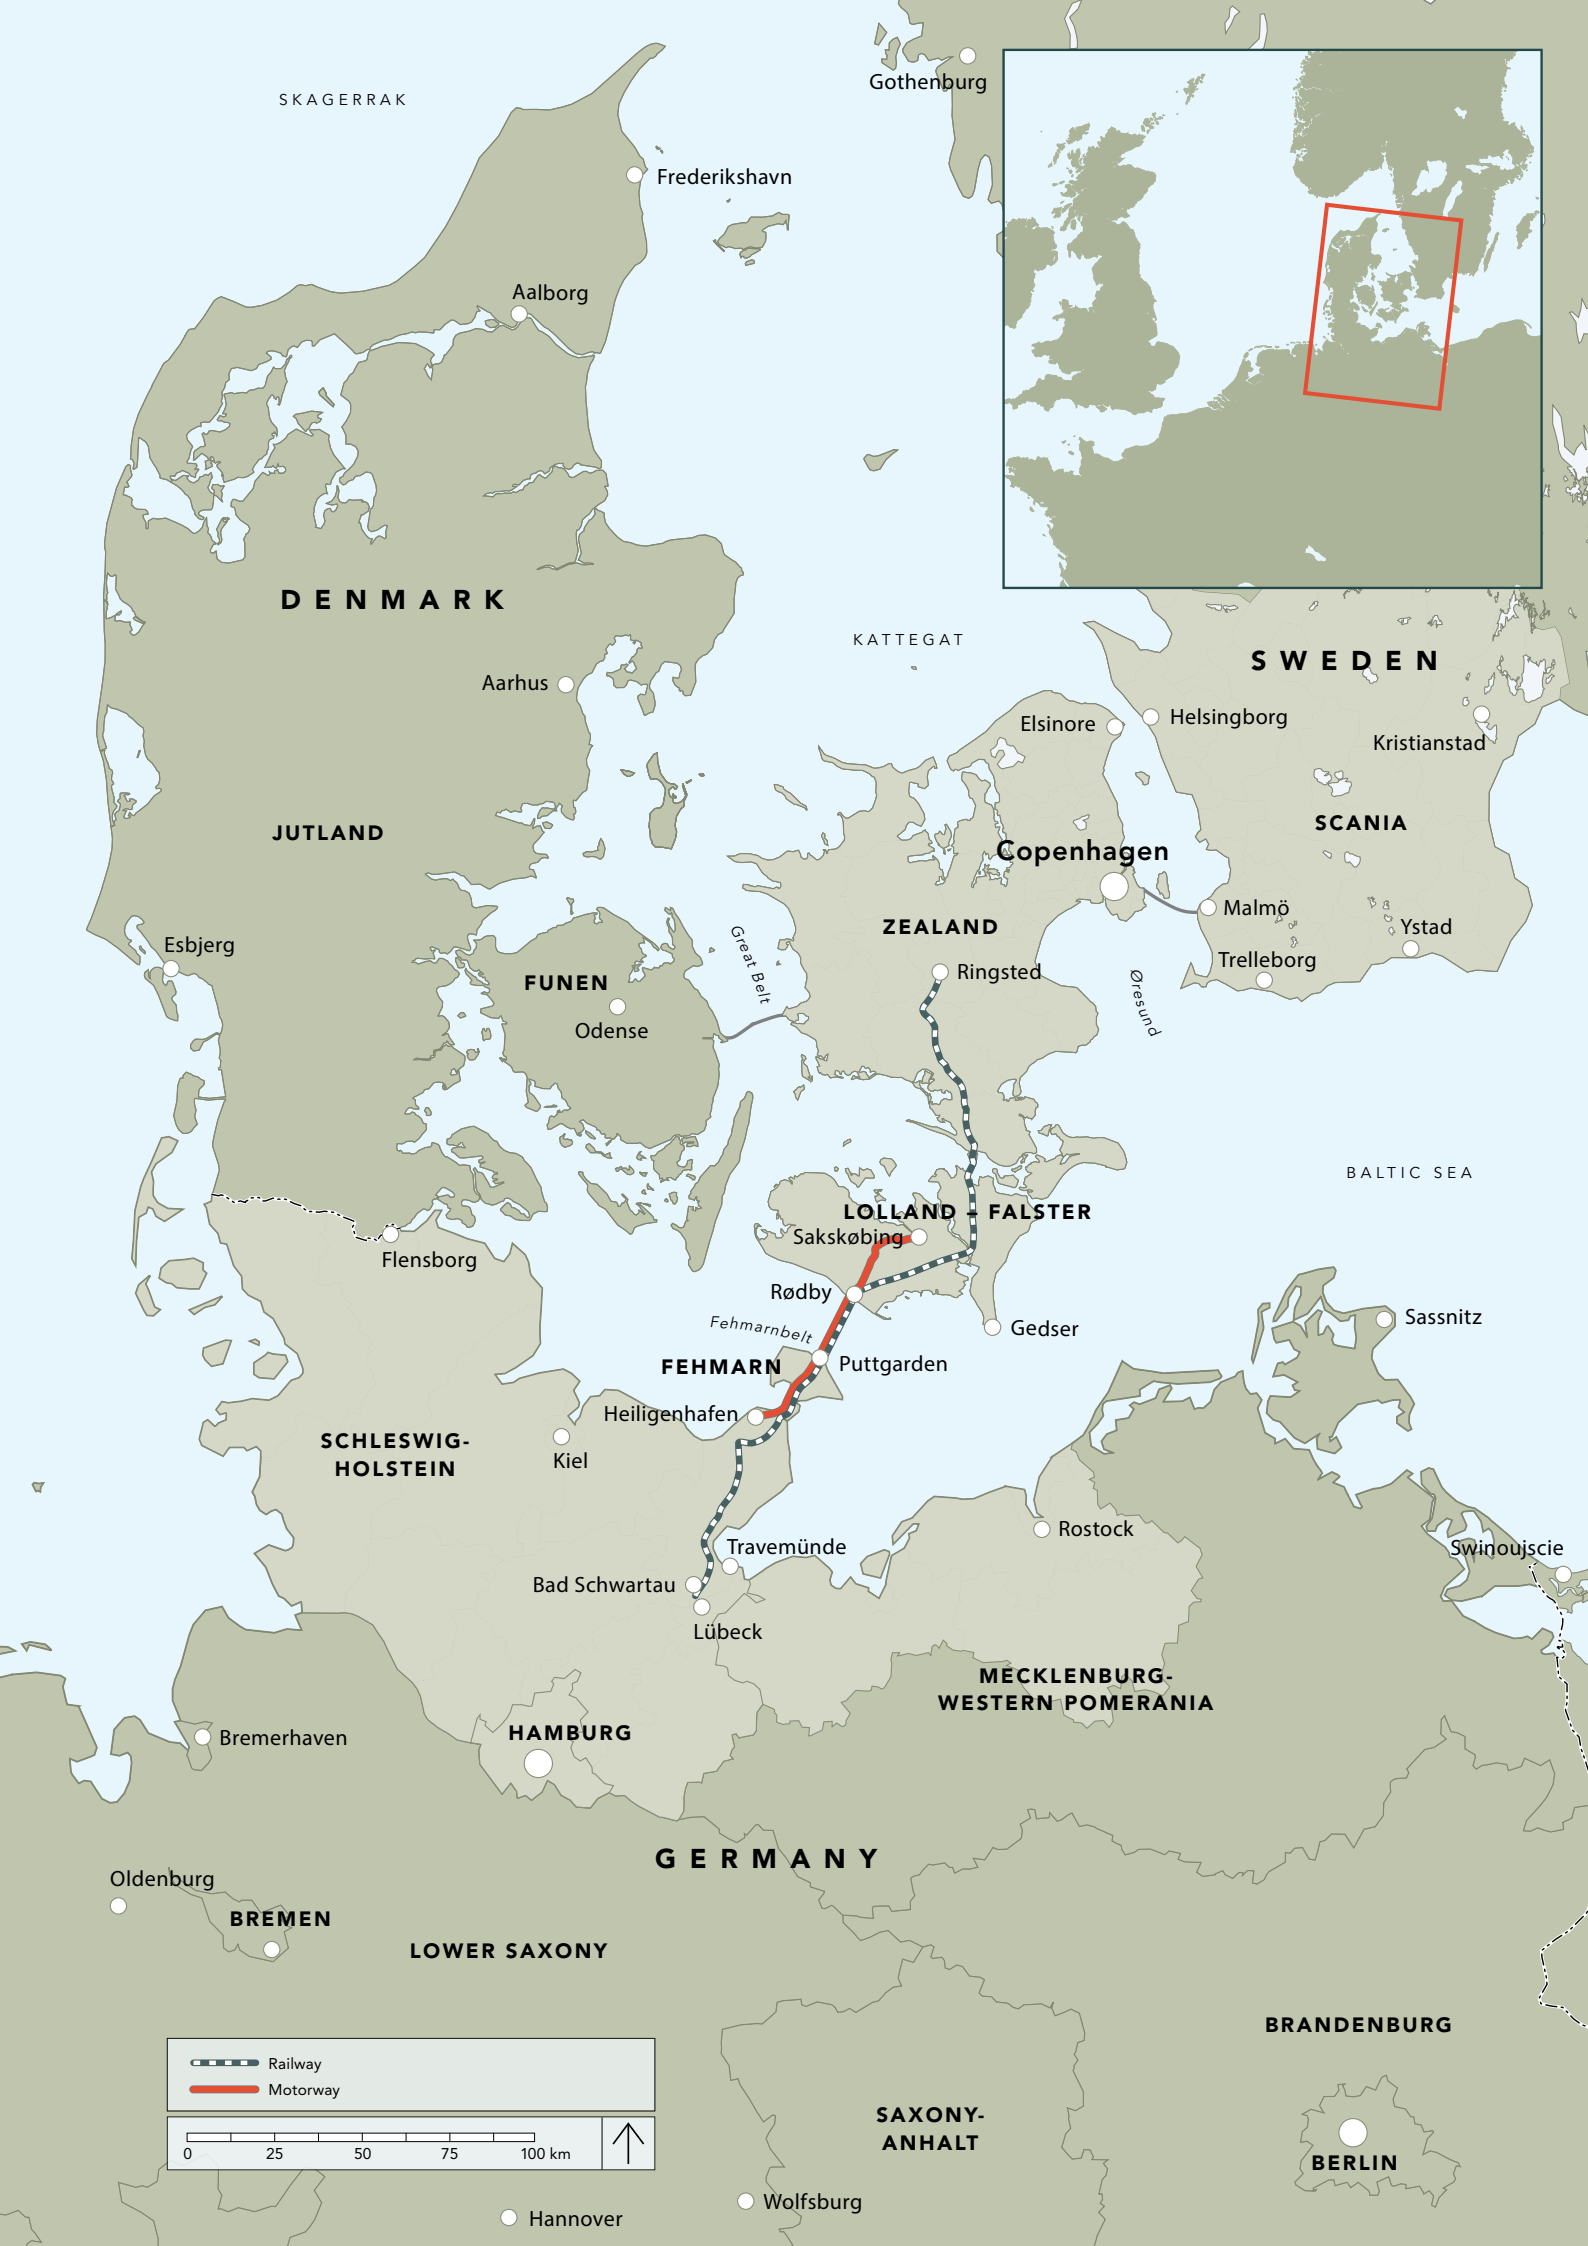 Gothenburg
SKAGERRAK
Frederikshavn
Aalborg
DENMARK
KATTEGAT
SWEDEN
Aarhus
Elsinore
Helsingborg
Kristianstad
JUTLAND
SCANIA
Copenhagen
Malmö
ZEALAND
Ystad
Esbjerg
Great Belt
Trelleborg
FUNEN
Ringsted
Øresund
Odense
BALTIC SEA
LOLLAND – FALSTER
Sakskøbing
Flensborg
Rødby
Sassnitz
Fehmarnbelt
Gedser
FEHMARN
Puttgarden
Heiligenhafen
SCHLESWIG-
HOLSTEIN
Kiel
Rostock
Travemünde
Swinoujscie
Bad Schwartau
Lübeck
MECKLENBURG-
WESTERN POMERANIA
HAMBURG
Bremerhaven
GERMANY
Oldenburg
BREMEN
LOWER SAXONY
BRANDENBURG
Railway
Motorway
SAXONY-
ANHALT
0 25 50 75 100 km
BERLIN
Wolfsburg
Hannover